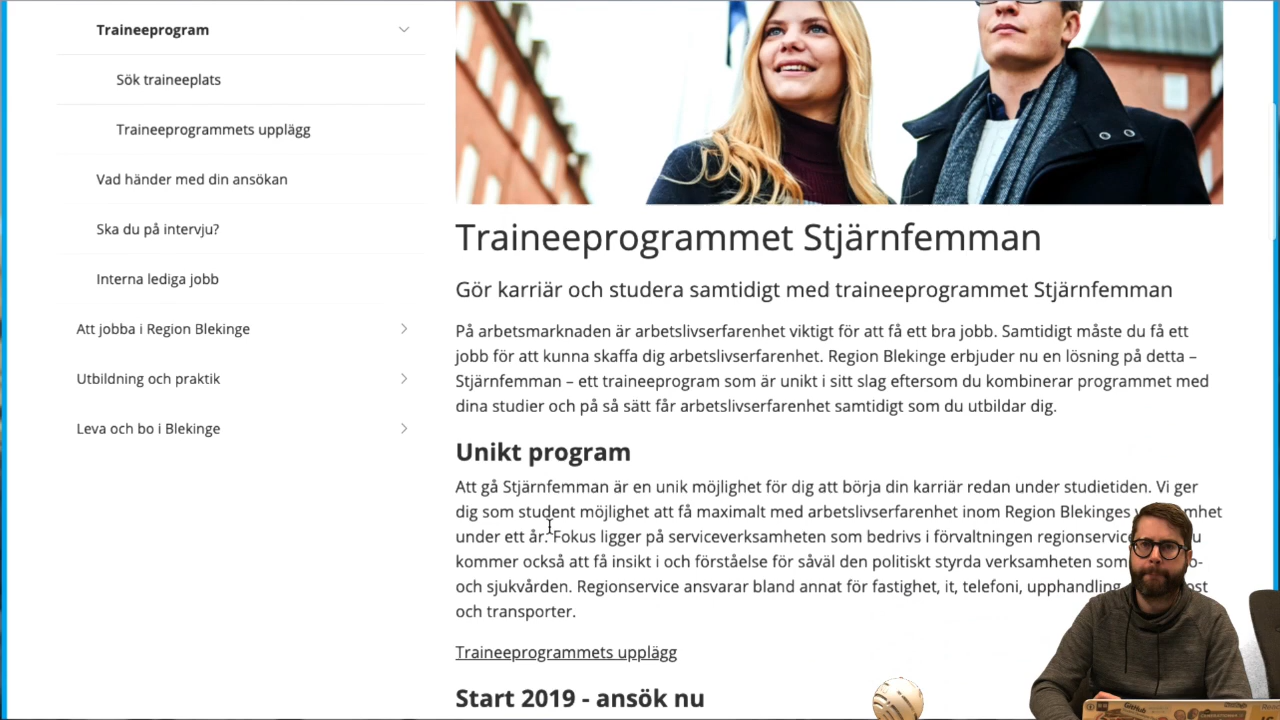 Traineeprogram
Sök traineeplats
Traineeprogrammets upplägg
Vad händer med din ansökan
Ska du på intervju?
Interna lediga jobb
Att jobba i Region Blekinge
Utbildning och praktik
Leva och bo i Blekinge
Traineeprogrammet Stjärnfemman
Gör karriär och studera samtidigt med traineeprogrammet Stjärnfemman
På arbetsmarknaden är arbetslivserfarenhet viktigt för att få ett bra jobb. Samtidigt måste du få ett
jobb för att kunna skaffa dig arbetslivserfarenhet. Region Blekinge erbjuder nu en lösning på detta –
Stjärnfemman – ett traineeprogram som är unikt i sitt slag eftersom du kombinerar programmet med
dina studier och på så sätt får arbetslivserfarenhet samtidigt som du utbildar dig.
Unikt program
Att gå Stjärnfemman är en unik möjlighet för dig att börja din karriär redan under studietiden. Vi ger
dig som student möjlighet att få maximalt med arbetslivserfarenhet inom Region Blekinges
under ett år. Fokus ligger på serviceverksamheten som bedrivs i förvaltningen
kommer också att få insikt i och förståelse för såväl den politiskt styrda verksamheten som
och sjukvården. Regionservice ansvarar bland annat för fastighet, it, telefoni, upphandling
och transporter.
Traineeprogrammets upplägg
Start 2019 - ansök nu
GitHub